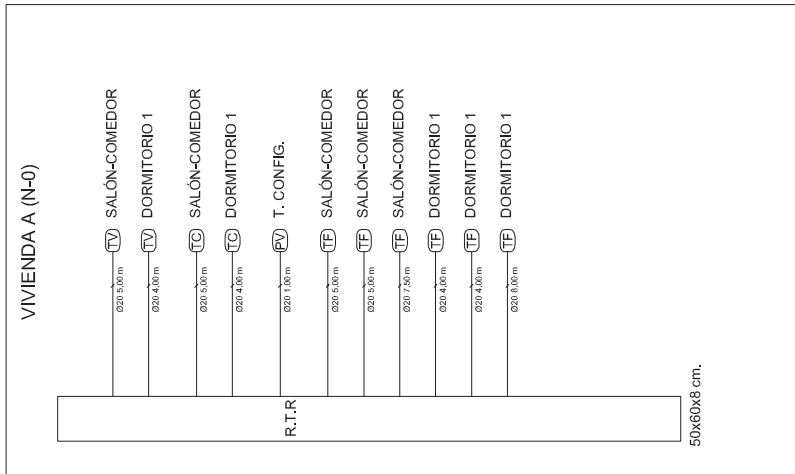 VIVIENDA A (N-0)
TV SALÓN-COMEDOR
Ø20 5,00 m
TV DORMITORIO 1
Ø20 4,00 m
TC SALÓN-COMEDOR
Ø20 5,00 m
TC DORMITORIO 1
Ø20 4,00 m
PV T. CONFIG.
Ø20 1,00 m
TF SALÓN-COMEDOR
Ø20 5,00 m
TF SALÓN-COMEDOR
Ø20 5,00 m
TF SALÓN-COMEDOR
Ø20 7,50 m
TF DORMITORIO 1
Ø20 4,00 m
TF DORMITORIO 1
Ø20 4,00 m
TF DORMITORIO 1
Ø20 8,00 m
R.T.R
50x60x8 cm.